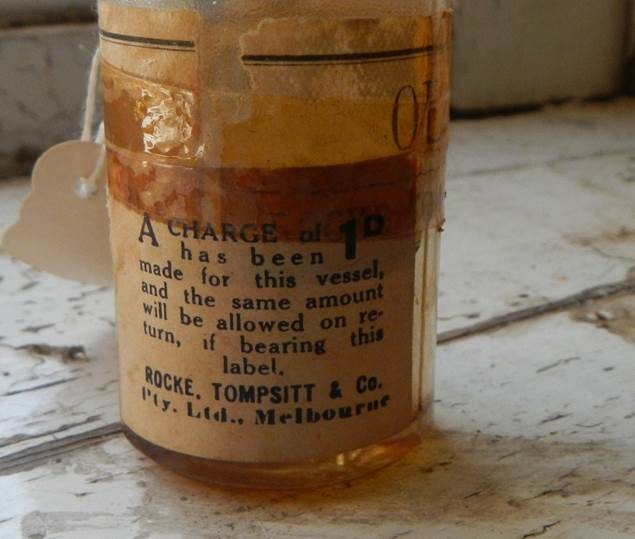 A CHARGE of 1D
has been
made for this vessel,
and the same amount
will be allowed on re-
turn, if bearing this
label.
ROCKE, TOMPSITT & Co.
Pty. Ltd., Melbourne